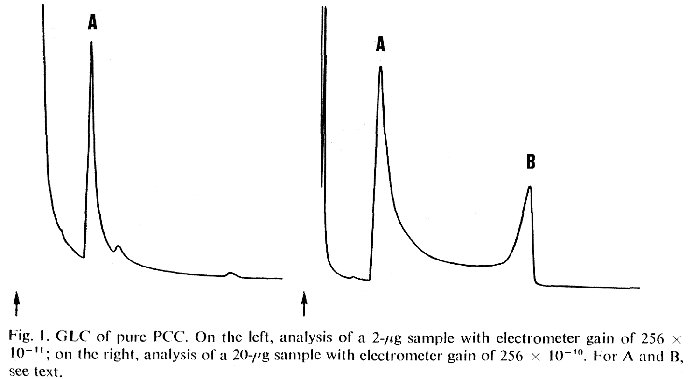 A
A
B
Fig. 1. GLC of pure PCC. On the left, analysis of a 2-μg sample with electrometer gain of 256 ×
10⁻¹¹; on the right, analysis of a 20-μg sample with electrometer gain of 256 × 10⁻¹⁰. For A and B,
see text.